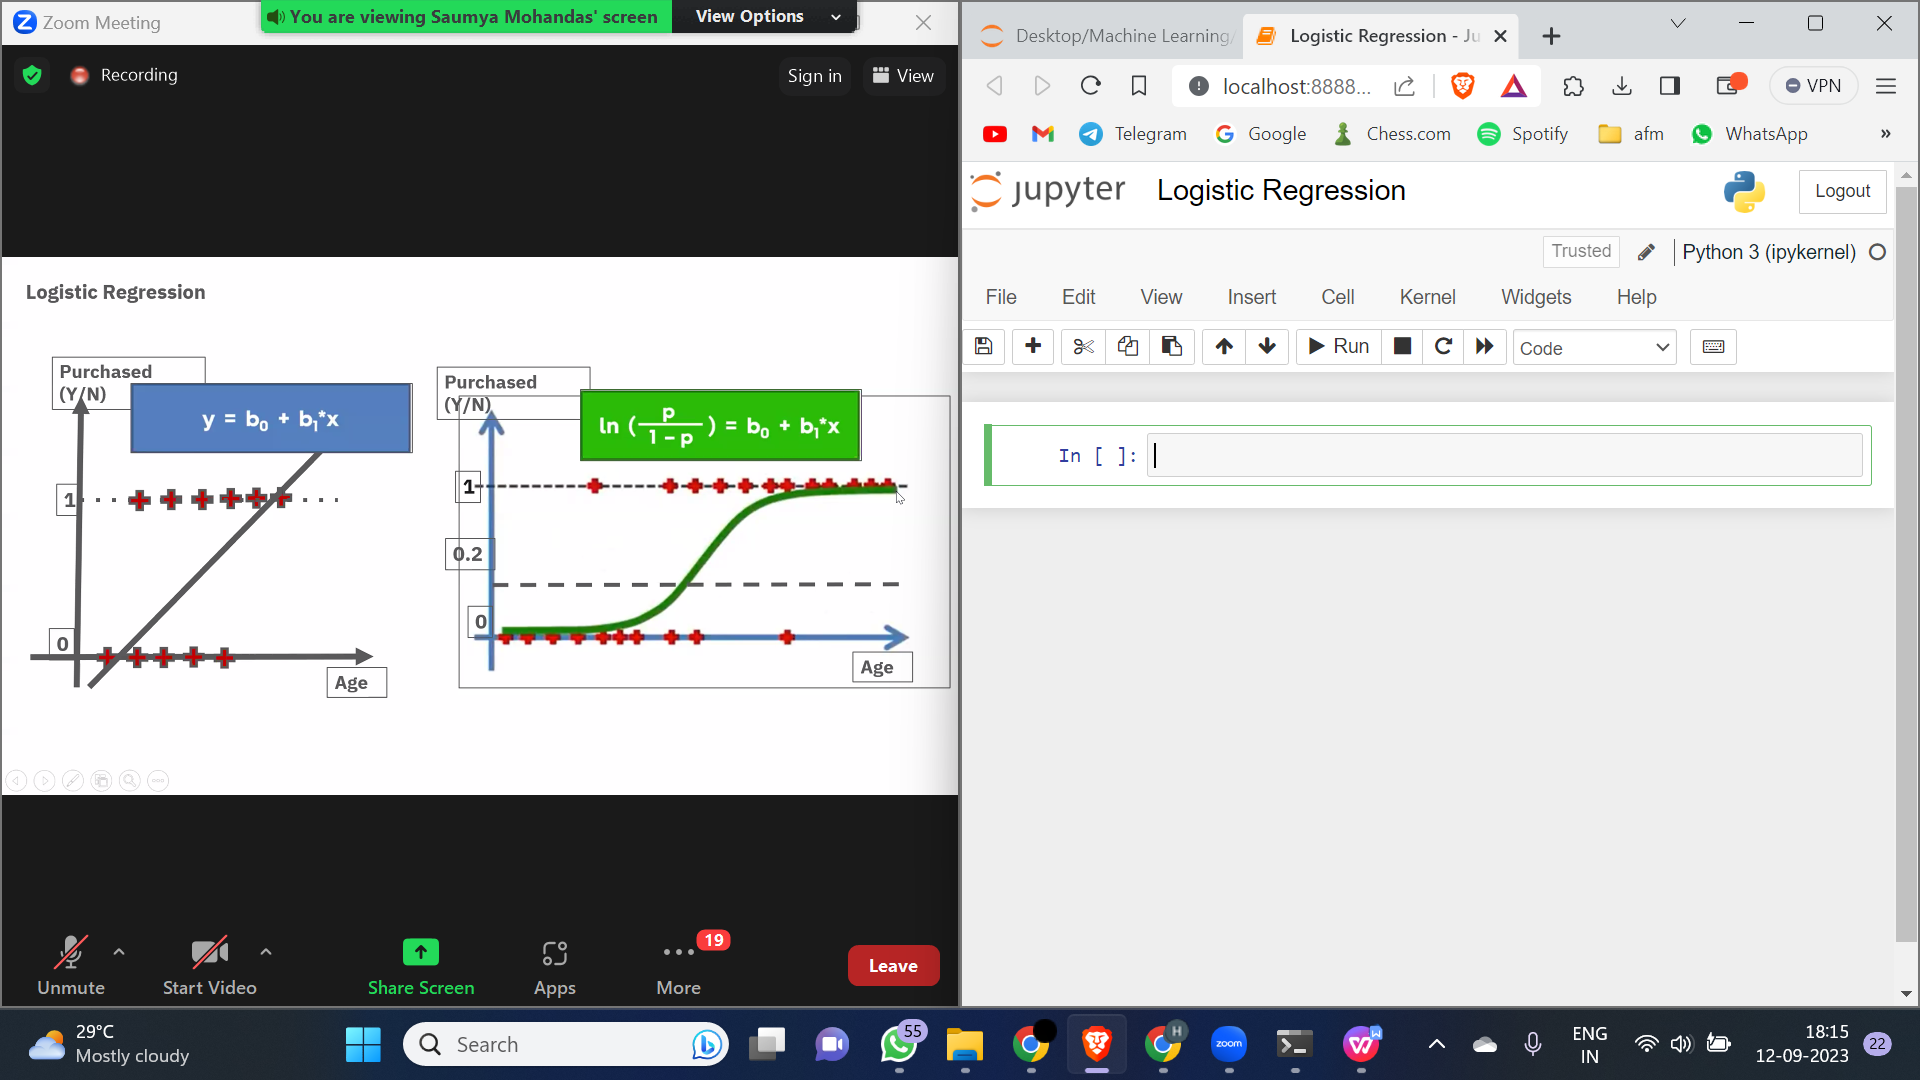 Zoom Meeting
You are viewing Saumya Mohandas' screen
View Options
Recording
Sign in
View
Logistic Regression
Purchased
(Y/N)
y = b0 + b1*x
1
0
Age
Purchased
(Y/N)
ln ( p / 1 - p ) = b0 + b1*x
1
0.2
0
Age
Unmute
Start Video
Share Screen
Apps
More
19
Leave
Desktop/Machine Learning/
Logistic Regression - Ju
localhost:8888...
VPN
Telegram
Google
Chess.com
Spotify
afm
WhatsApp
»
jupyter
Logistic Regression
Logout
Trusted
Python 3 (ipykernel)
File Edit View Insert Cell Kernel Widgets Help
Run
Code
In [ ]:
29°C
Mostly cloudy
Search
55
H
zoom
ENG
IN
18:15
12-09-2023
22